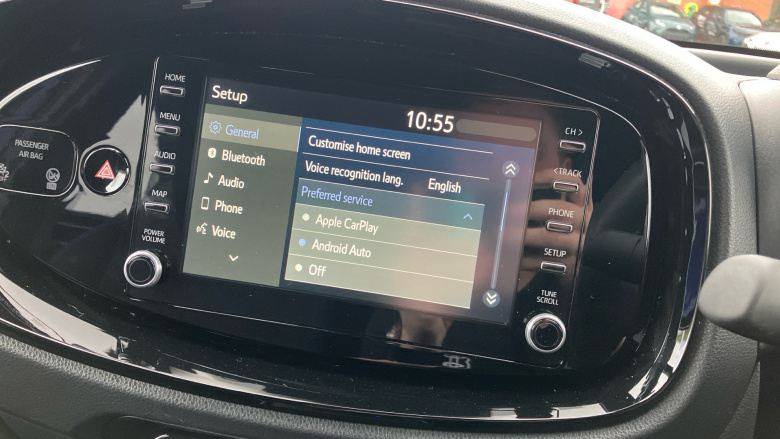 PASSENGER
AIR BAG
HOME
MENU
AUDIO
MAP
POWER
VOLUME
Setup
10:55
General
Bluetooth
Audio
Phone
Voice
Customise home screen
Voice recognition lang. English
Preferred service
Apple CarPlay
Android Auto
Off
CH >
< TRACK
PHONE
SETUP
TUNE
SCROLL